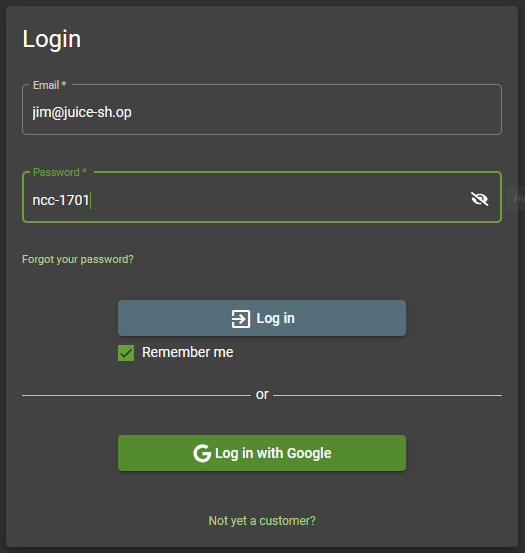 Login
Email *
jim@juice-sh.op
Password *
ncc-1701
Forgot your password?
Log in
Remember me
or
Log in with Google
Not yet a customer?